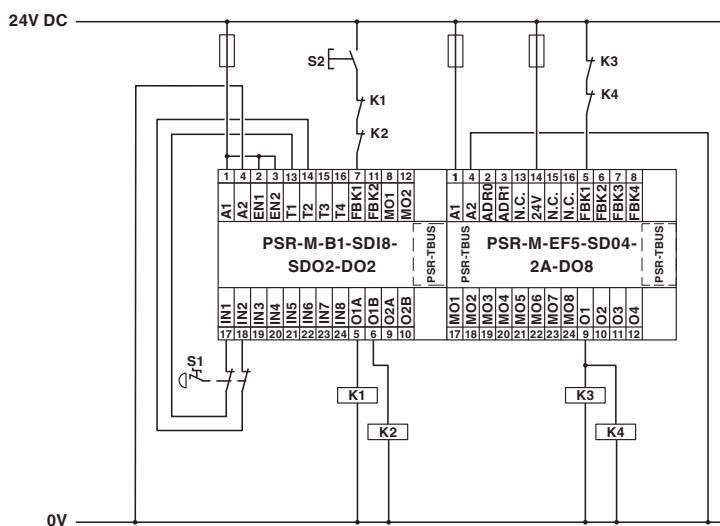 24V DC
S2
K1
K2
K3
K4
1 4 2 3 13 14 15 16 7 11 8 12
A1 A2 EN1 EN2 T1 T2 T3 T4 FBK1 FBK2 MO1 MO2
PSR-M-B1-SDI8-
SDO2-DO2
PSR-TBUS
IN1 IN2 IN3 IN4 IN5 IN6 IN7 IN8 O1A O1B O2A O2B
17 18 19 20 21 22 23 24 5 6 9 10
1 4 2 3 13 14 15 16 5 6 7 8
A1 A2 ADR0 ADR1 N.C. 24V N.C. N.C. FBK1 FBK2 FBK3 FBK4
PSR-TBUS
PSR-M-EF5-SD04-
2A-DO8
PSR-TBUS
MO1 MO2 MO3 MO4 MO5 MO6 MO7 MO8 O1 O2 O3 O4
17 18 19 20 21 22 23 24 9 10 11 12
S1
K1
K2
K3
K4
0V